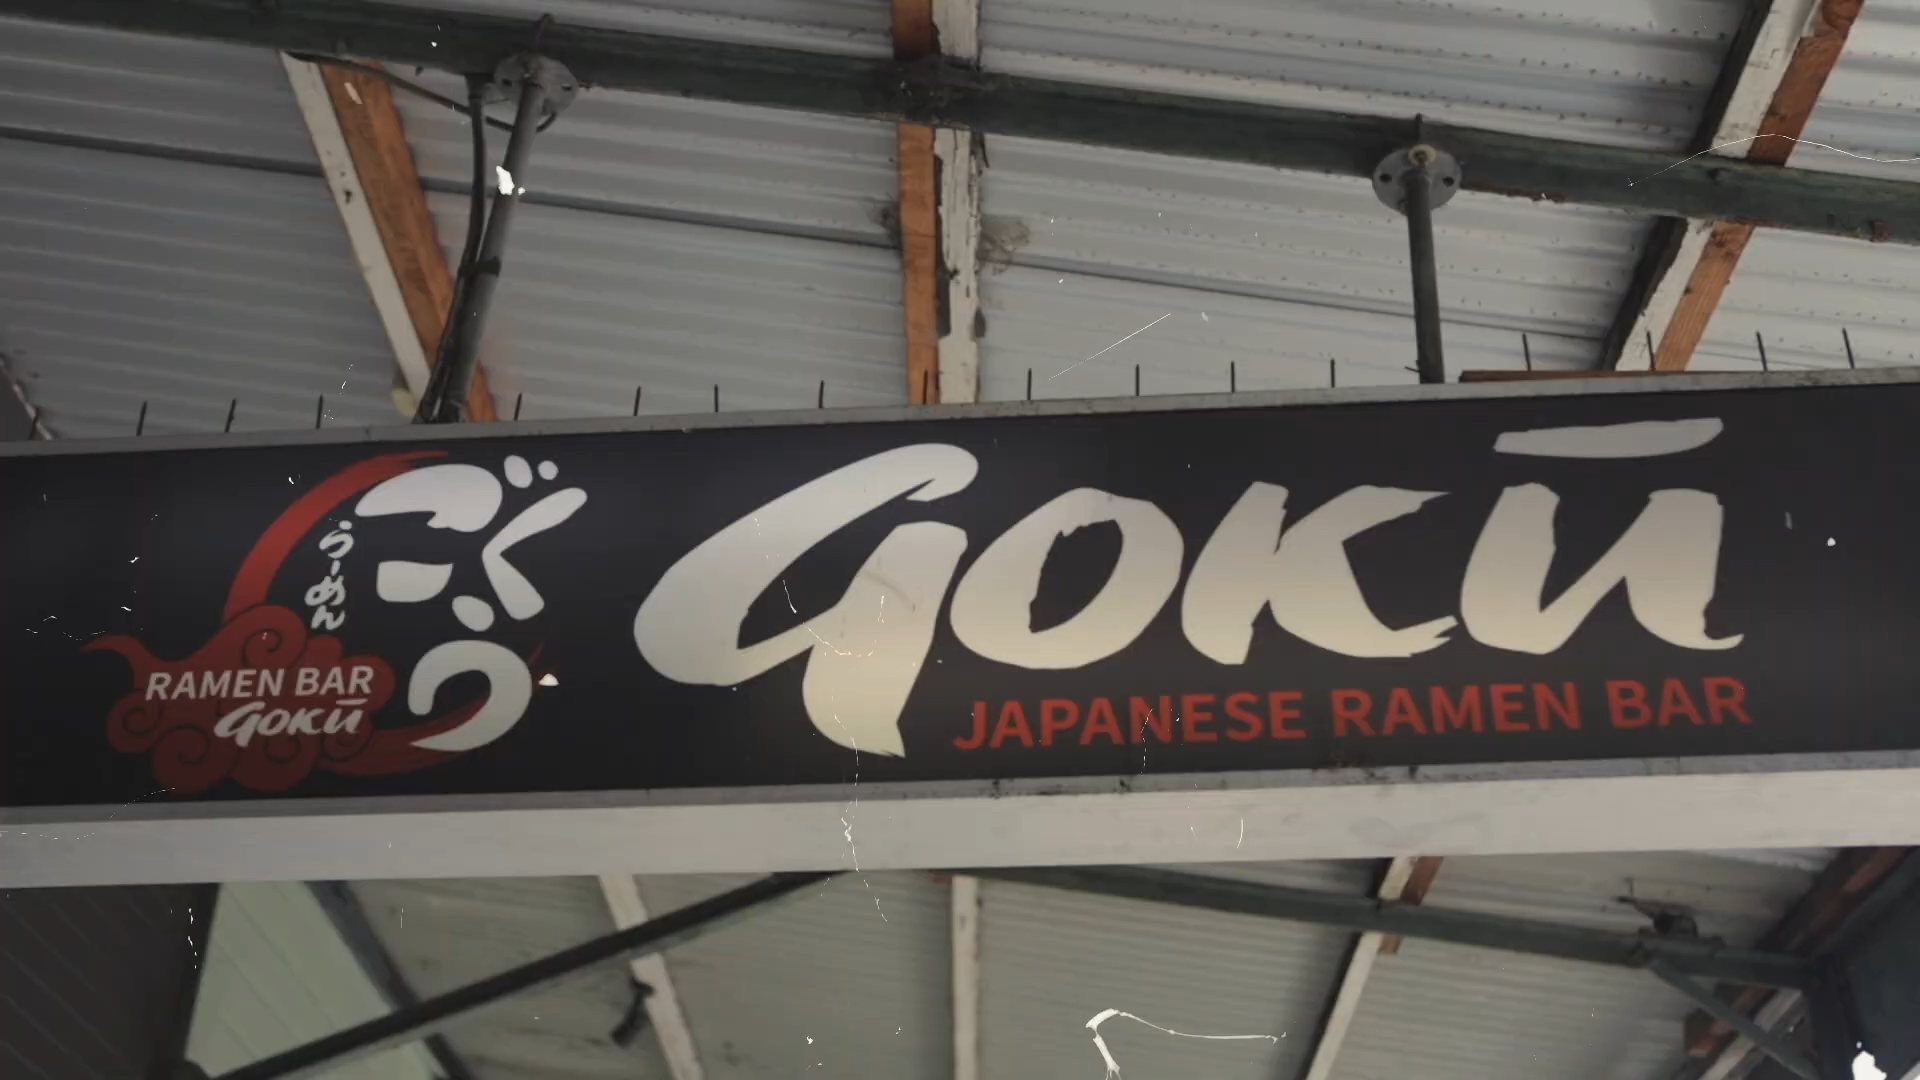 ごくう
らーめん
RAMEN BAR
GOKŪ
GOKŪ
JAPANESE RAMEN BAR